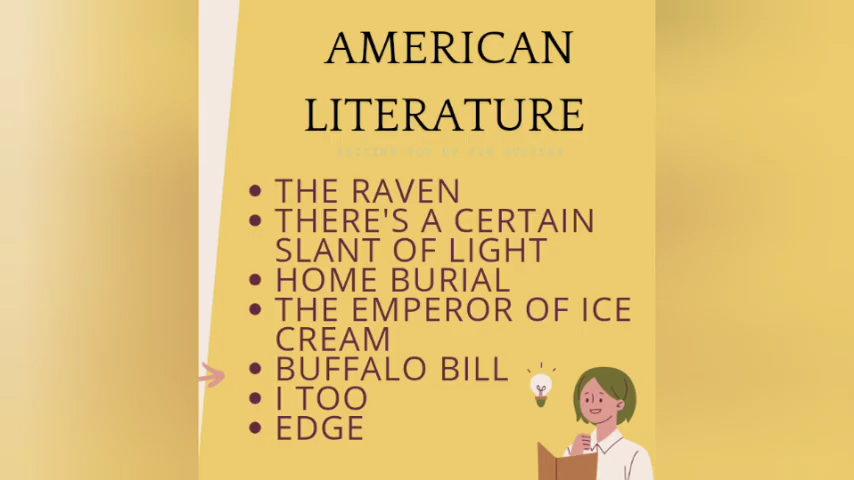 AMERICAN
LITERATURE
• THE RAVEN
• THERE'S A CERTAIN
SLANT OF LIGHT
• HOME BURIAL
• THE EMPEROR OF ICE
CREAM
• BUFFALO BILL
• I TOO
• EDGE